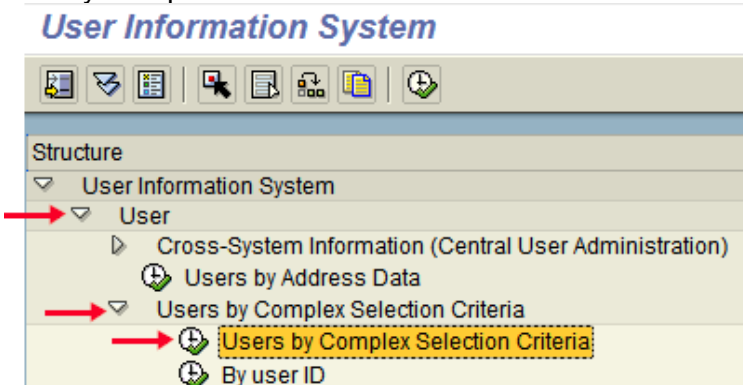 User Information System
Structure
User Information System
User
Cross-System Information (Central User Administration)
Users by Address Data
Users by Complex Selection Criteria
Users by Complex Selection Criteria
By user ID